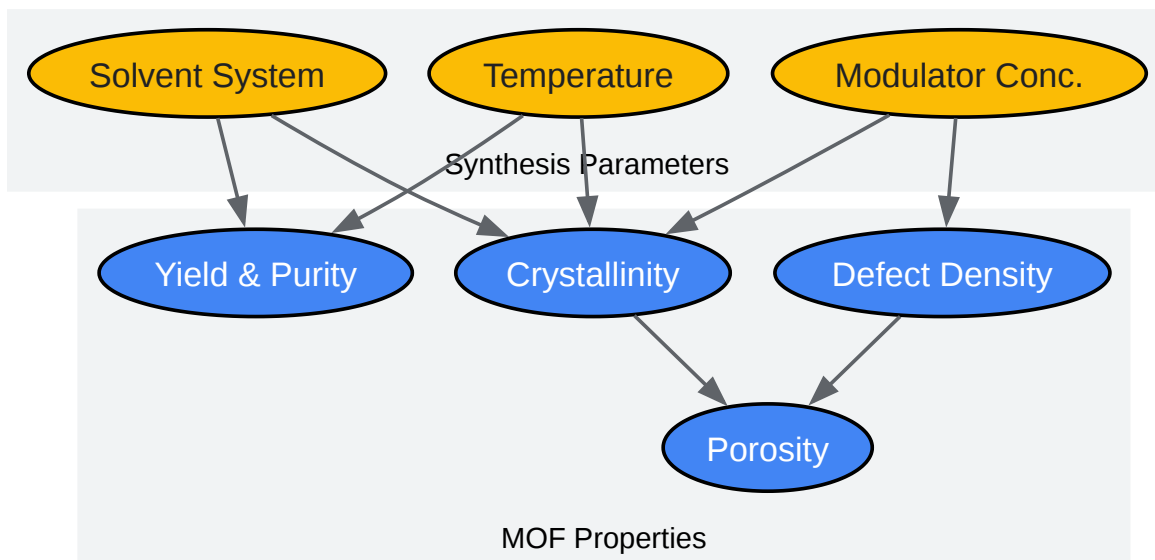 Solvent System
Temperature
Modulator Conc.
Synthesis Parameters
Yield & Purity
Crystallinity
Defect Density
Porosity
MOF Properties